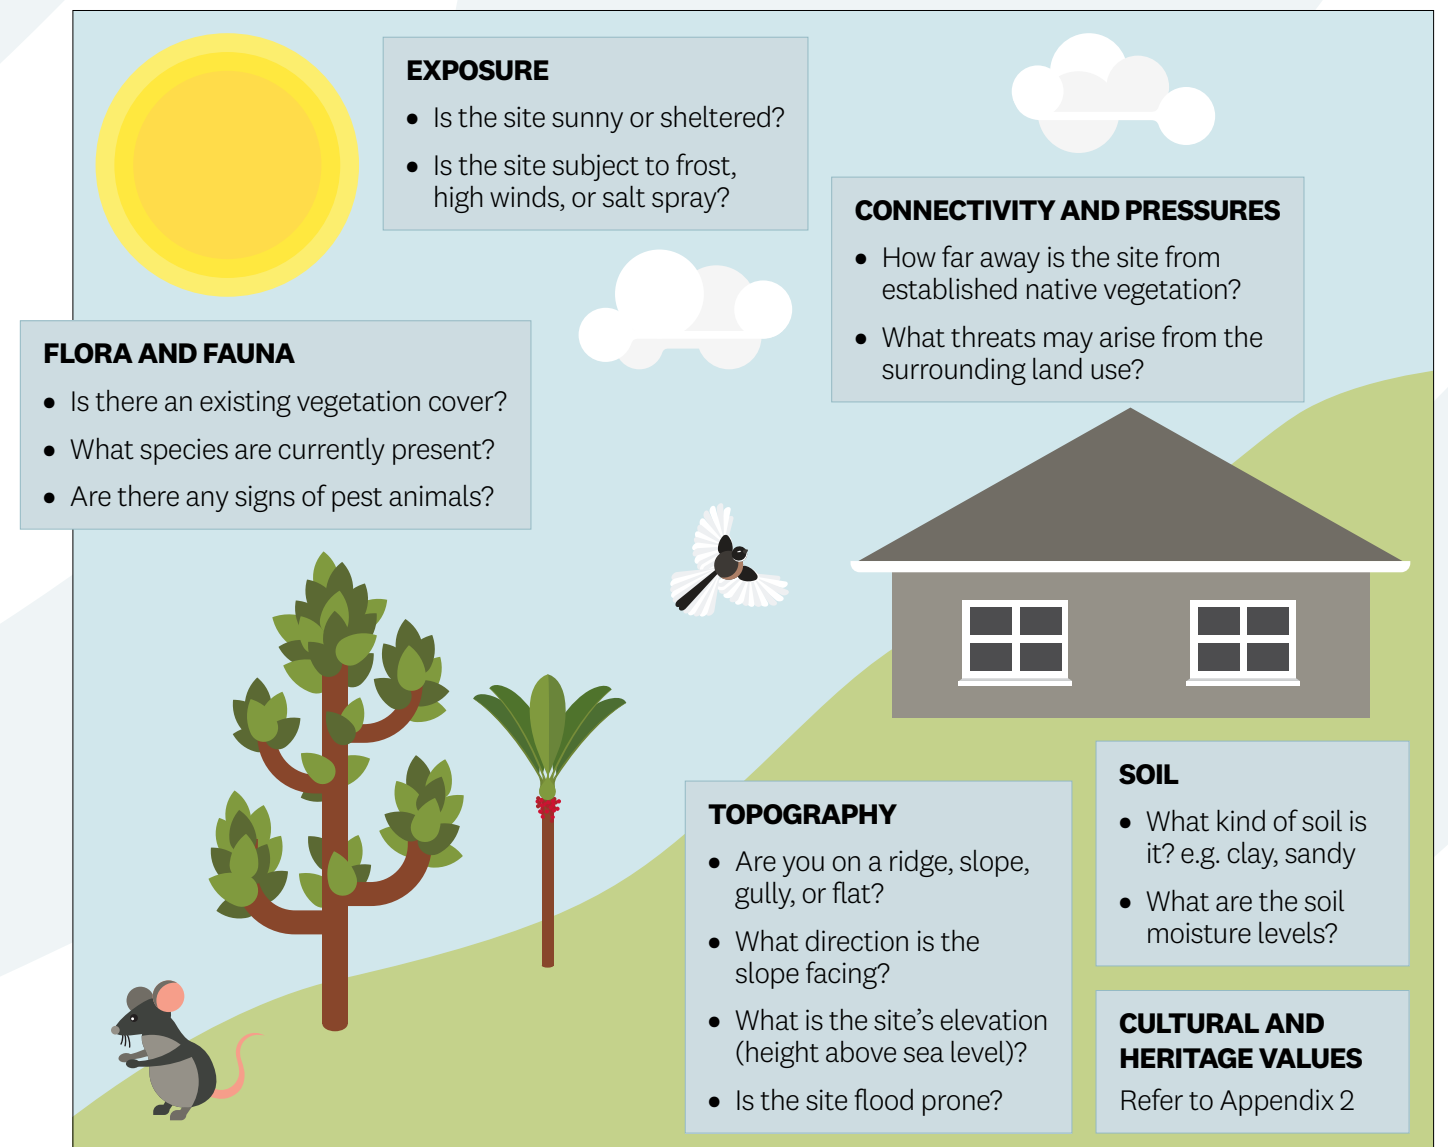 EXPOSURE
• Is the site sunny or sheltered?
• Is the site subject to frost,
high winds, or salt spray?
CONNECTIVITY AND PRESSURES
• How far away is the site from
established native vegetation?
• What threats may arise from the
surrounding land use?
FLORA AND FAUNA
• Is there an existing vegetation cover?
• What species are currently present?
• Are there any signs of pest animals?
TOPOGRAPHY
• Are you on a ridge, slope,
gully, or flat?
• What direction is the
slope facing?
• What is the site’s elevation
(height above sea level)?
• Is the site flood prone?
SOIL
• What kind of soil is
it? e.g. clay, sandy
• What are the soil
moisture levels?
CULTURAL AND
HERITAGE VALUES
Refer to Appendix 2